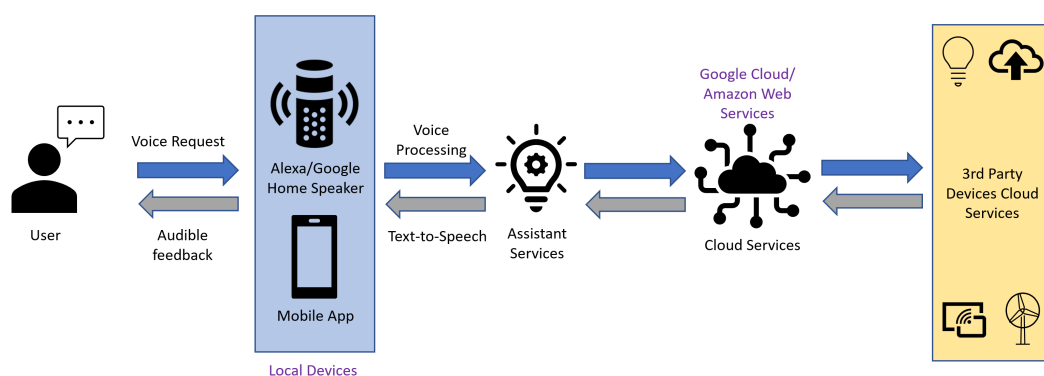 User
Voice Request
Audible
feedback
Alexa/Google
Home Speaker
Mobile App
Local Devices
Voice
Processing
Text-to-Speech
Assistant
Services
Google Cloud/
Amazon Web
Services
Cloud Services
3rd Party
Devices Cloud
Services